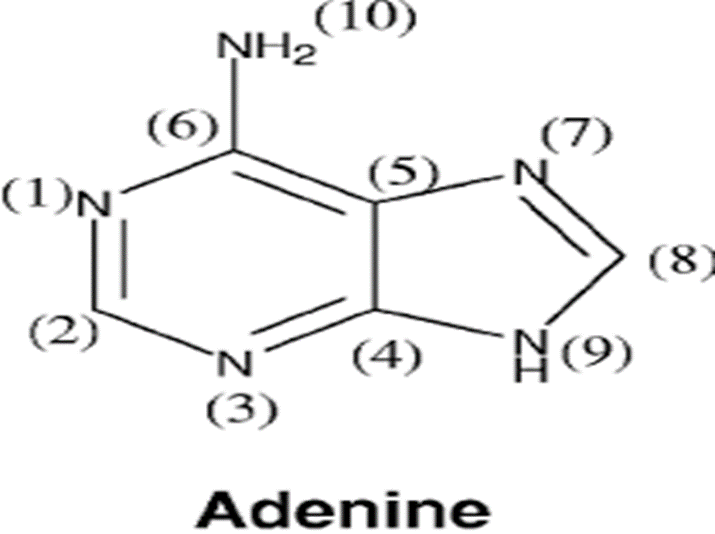 NH2 (10)
(6)
(7)
(1) N
(5)
N
(8)
(2)
N
(4)
N
H
(9)
(3)
Adenine